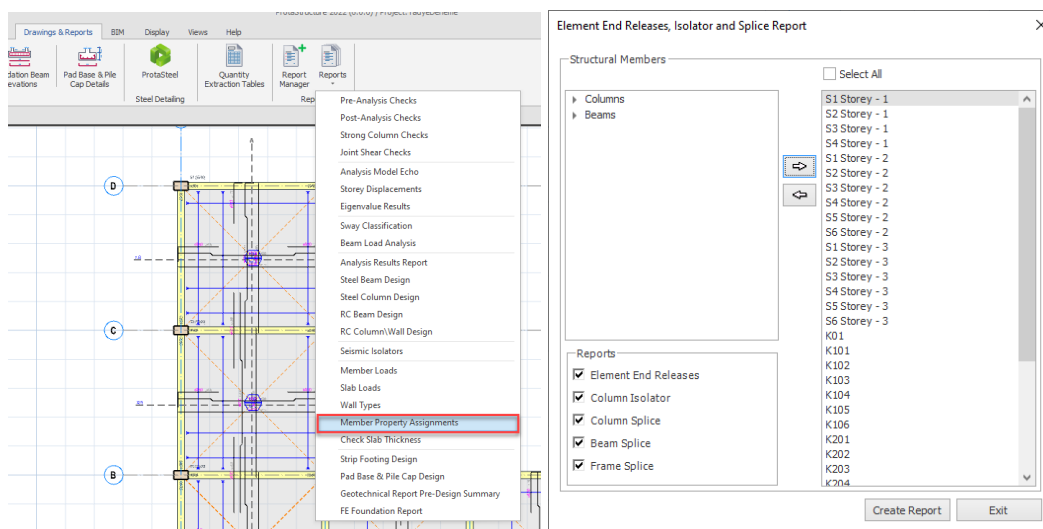 ProtaStructure 2022 (0.0.0) / Project: radyeDeneme
Drawings & Reports BIM Display Views Help
dation Beam
evations
Pad Base & Pile
Cap Details
ProtaSteel
Quantity
Extraction Tables
Report
Manager
Reports
Steel Detailing
Rep
Pre-Analysis Checks
Post-Analysis Checks
Strong Column Checks
Joint Shear Checks
Analysis Model Echo
Storey Displacements
Eigenvalue Results
Sway Classification
Beam Load Analysis
Analysis Results Report
Steel Beam Design
Steel Column Design
RC Beam Design
RC Column\Wall Design
Seismic Isolators
Member Loads
Slab Loads
Wall Types
Member Property Assignments
Check Slab Thickness
Strip Footing Design
Pad Base & Pile Cap Design
Geotechnical Report Pre-Design Summary
FE Foundation Report
D
C
B
Element End Releases, Isolator and Splice Report
Structural Members
Select All
Columns
Beams
S1 Storey - 1
S2 Storey - 1
S3 Storey - 1
S4 Storey - 1
S1 Storey - 2
S2 Storey - 2
S3 Storey - 2
S4 Storey - 2
S5 Storey - 2
S6 Storey - 2
S1 Storey - 3
S2 Storey - 3
S3 Storey - 3
S4 Storey - 3
S5 Storey - 3
S6 Storey - 3
K01
K101
K102
K103
K104
K105
K106
K201
K202
K203
K204
Reports
Element End Releases
Column Isolator
Column Splice
Beam Splice
Frame Splice
Create Report
Exit